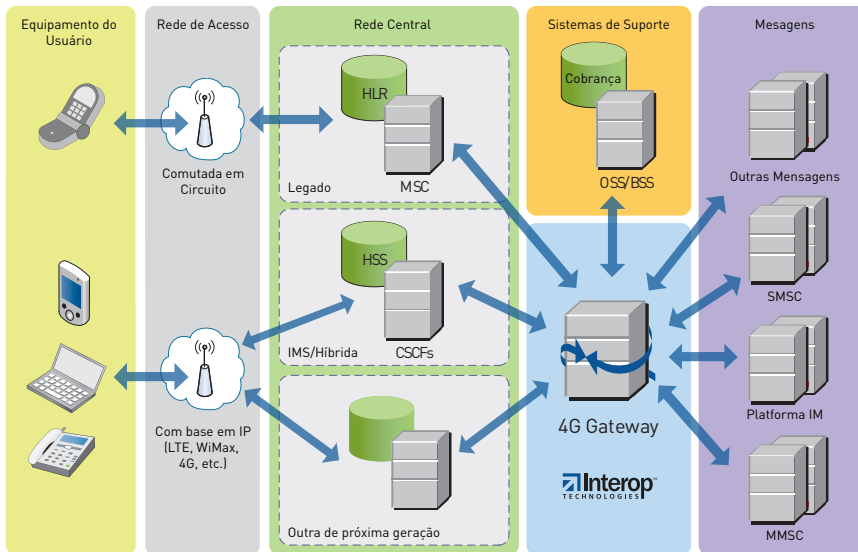 Equipamento do
Usuário
Rede de Acesso
Rede Central
Sistemas de Suporte
Mesagens
HLR
MSC
Legado
Comutada em
Circuito
Cobrança
OSS/BSS
Outras Mensagens
HSS
CSCFs
IMS/Híbrida
SMSC
Com base em IP
(LTE, WiMax,
4G, etc.)
4G Gateway
Platforma IM
Interop™
TECHNOLOGIES
Outra de próxima geração
MMSC